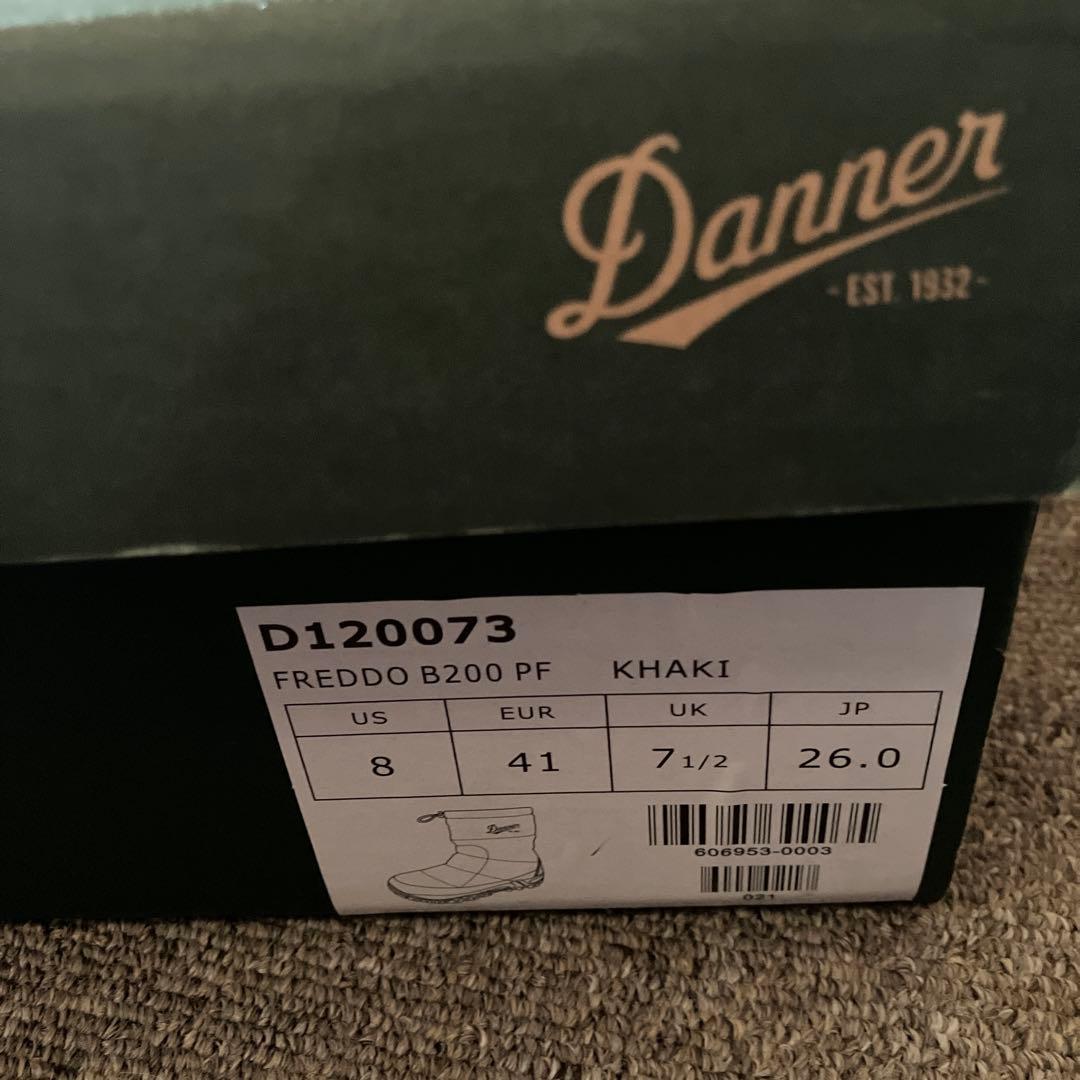 Danner
-EST. 1932-
D120073
FREDDO B200 PF KHAKI
US EUR UK JP
8 41 7 1/2 26.0
Danner
606953-0003
021